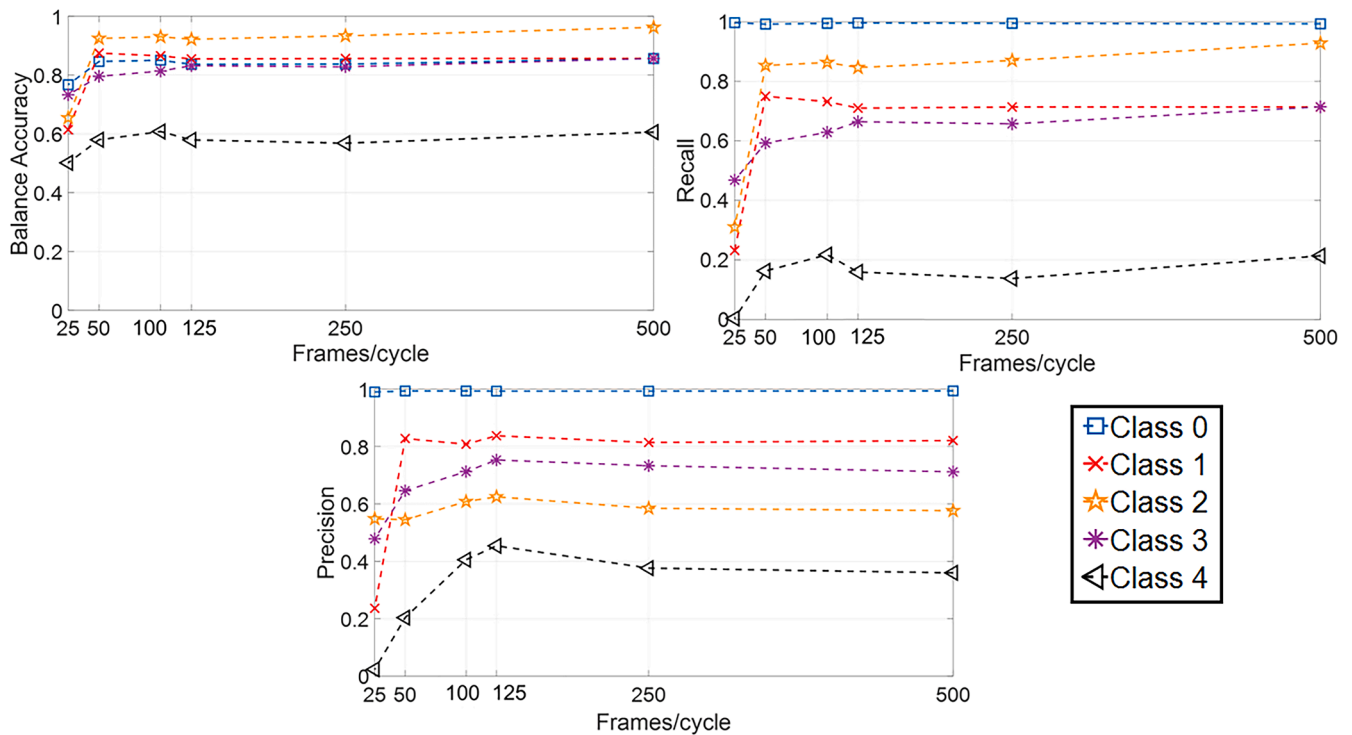 1
0.8
0.6
0.4
0.2
0
Balance Accuracy
25 50 100 125 250 500
Frames/cycle
1
0.8
0.6
0.4
0.2
0
Recall
25 50 100 125 250 500
Frames/cycle
1
0.8
0.6
0.4
0.2
0
Precision
25 50 100 125 250 500
Frames/cycle
Class 0
Class 1
Class 2
Class 3
Class 4